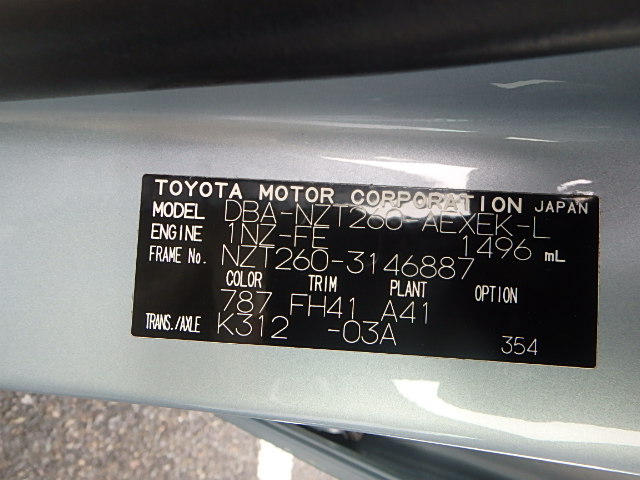 TOYOTA MOTOR CORPORATION JAPAN
MODEL DBA-NZT260-AEXEK-L
ENGINE 1NZ-FE 1496 mL
FRAME No. NZT260-3146887
COLOR TRIM PLANT OPTION
787 FH41 A41
TRANS./AXLE K312 -03A
354